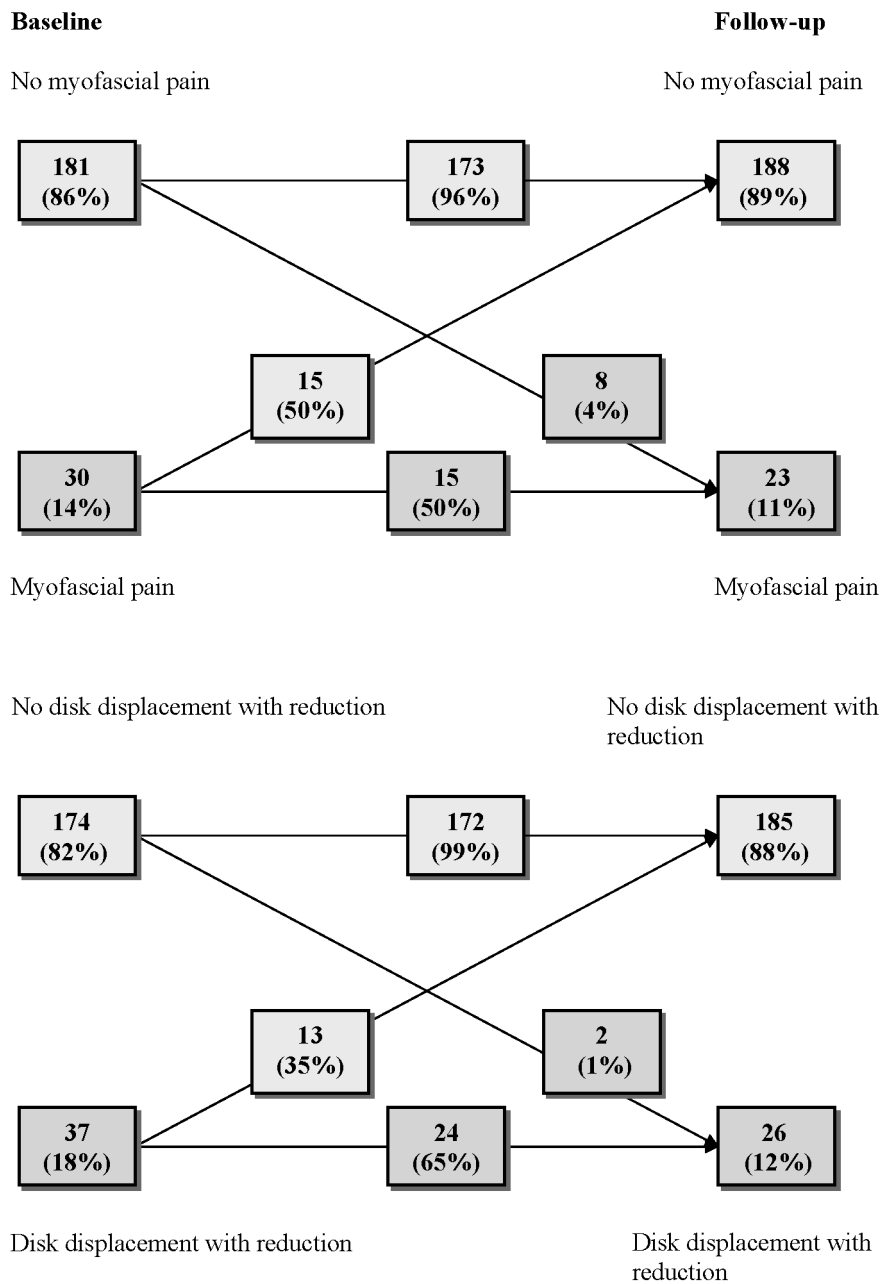 Baseline Follow-up
No myofascial pain No myofascial pain
181 173 188
(86%) (96%) (89%)
15 8
(50%) (4%)
30 15 23
(14%) (50%) (11%)
Myofascial pain Myofascial pain
No disk displacement with reduction No disk displacement with
reduction
174 172 185
(82%) (99%) (88%)
13 2
(35%) (1%)
37 24 26
(18%) (65%) (12%)
Disk displacement with reduction Disk displacement with
reduction